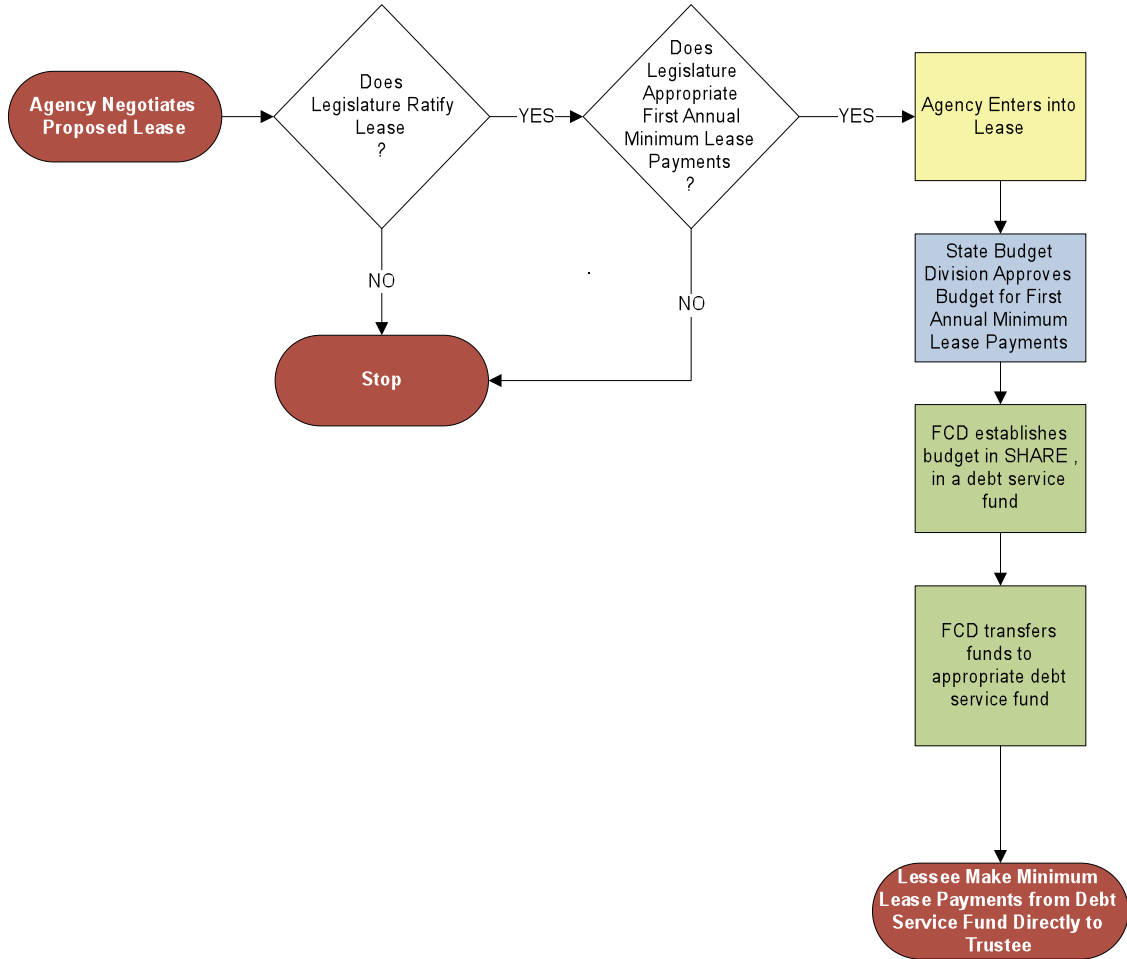 Agency Negotiates
Proposed Lease
Does
Legislature Ratify
Lease
?
YES
Does
Legislature
Appropriate
First Annual
Minimum Lease
Payments
?
YES
Agency Enters into
Lease
NO
NO
Stop
State Budget
Division Approves
Budget for First
Annual Minimum
Lease Payments
FCD establishes
budget in SHARE ,
in a debt service
fund
FCD transfers
funds to
appropriate debt
service fund
Lessee Make Minimum
Lease Payments from Debt
Service Fund Directly to
Trustee